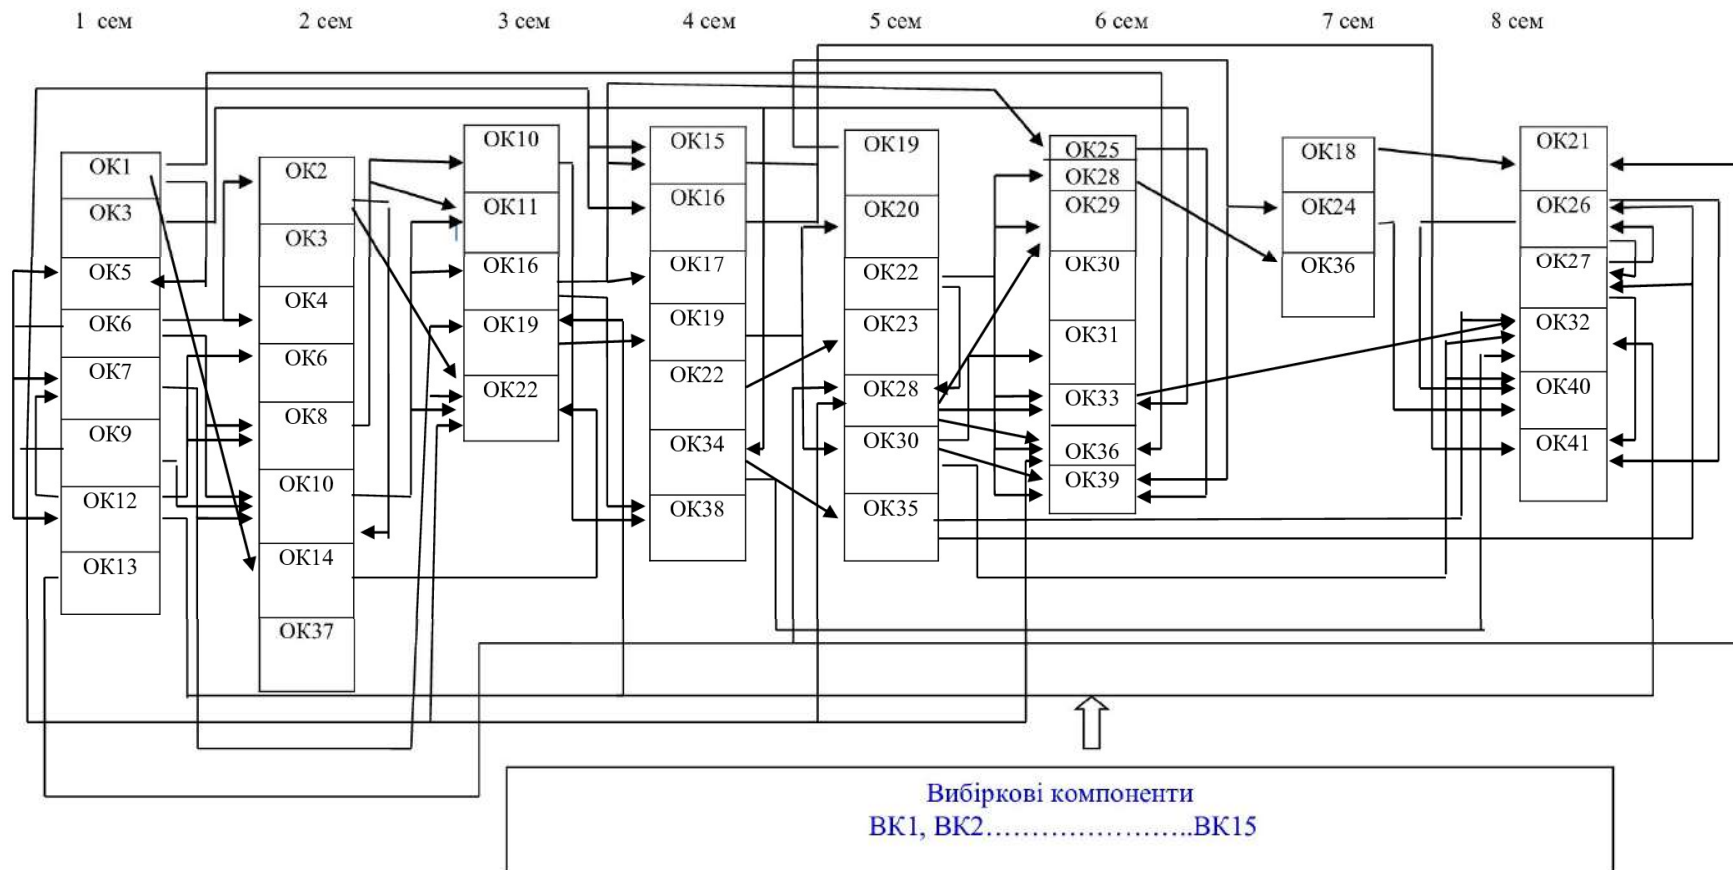 1 сем 2 сем 3 сем 4 сем 5 сем 6 сем 7 сем 8 сем
ОК1
ОК3
ОК5
ОК6
ОК7
ОК9
ОК12
ОК13
ОК2
ОК3
ОК4
ОК6
ОК8
ОК10
ОК14
ОК37
ОК10
ОК11
ОК16
ОК19
ОК22
ОК15
ОК16
ОК17
ОК19
ОК22
ОК34
ОК38
ОК19
ОК20
ОК22
ОК23
ОК28
ОК30
ОК35
ОК25
ОК28
ОК29
ОК30
ОК31
ОК33
ОК36
ОК39
ОК18
ОК24
ОК36
ОК21
ОК26
ОК27
ОК32
ОК40
ОК41
Вибіркові компоненти
ВК1, ВК2…………………..ВК15